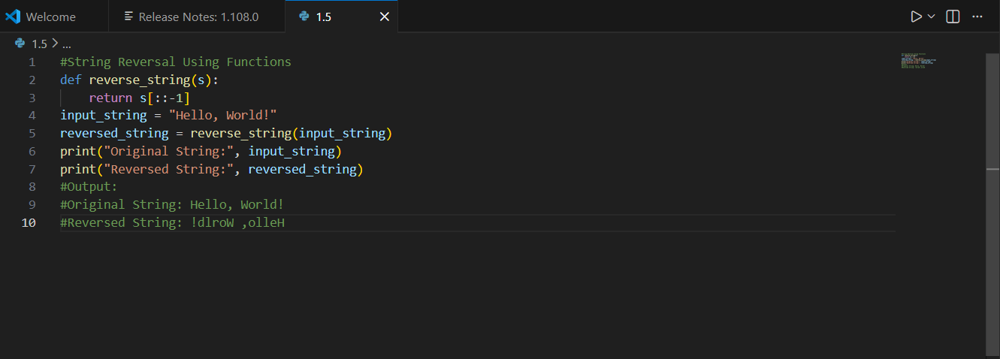 Welcome
Release Notes: 1.108.0
1.5
1.5 > ...
1 #String Reversal Using Functions
2 def reverse_string(s):
3     return s[::-1]
4 input_string = "Hello, World!"
5 reversed_string = reverse_string(input_string)
6 print("Original String:", input_string)
7 print("Reversed String:", reversed_string)
8 #Output:
9 #Original String: Hello, World!
10 #Reversed String: !dlroW ,olleH